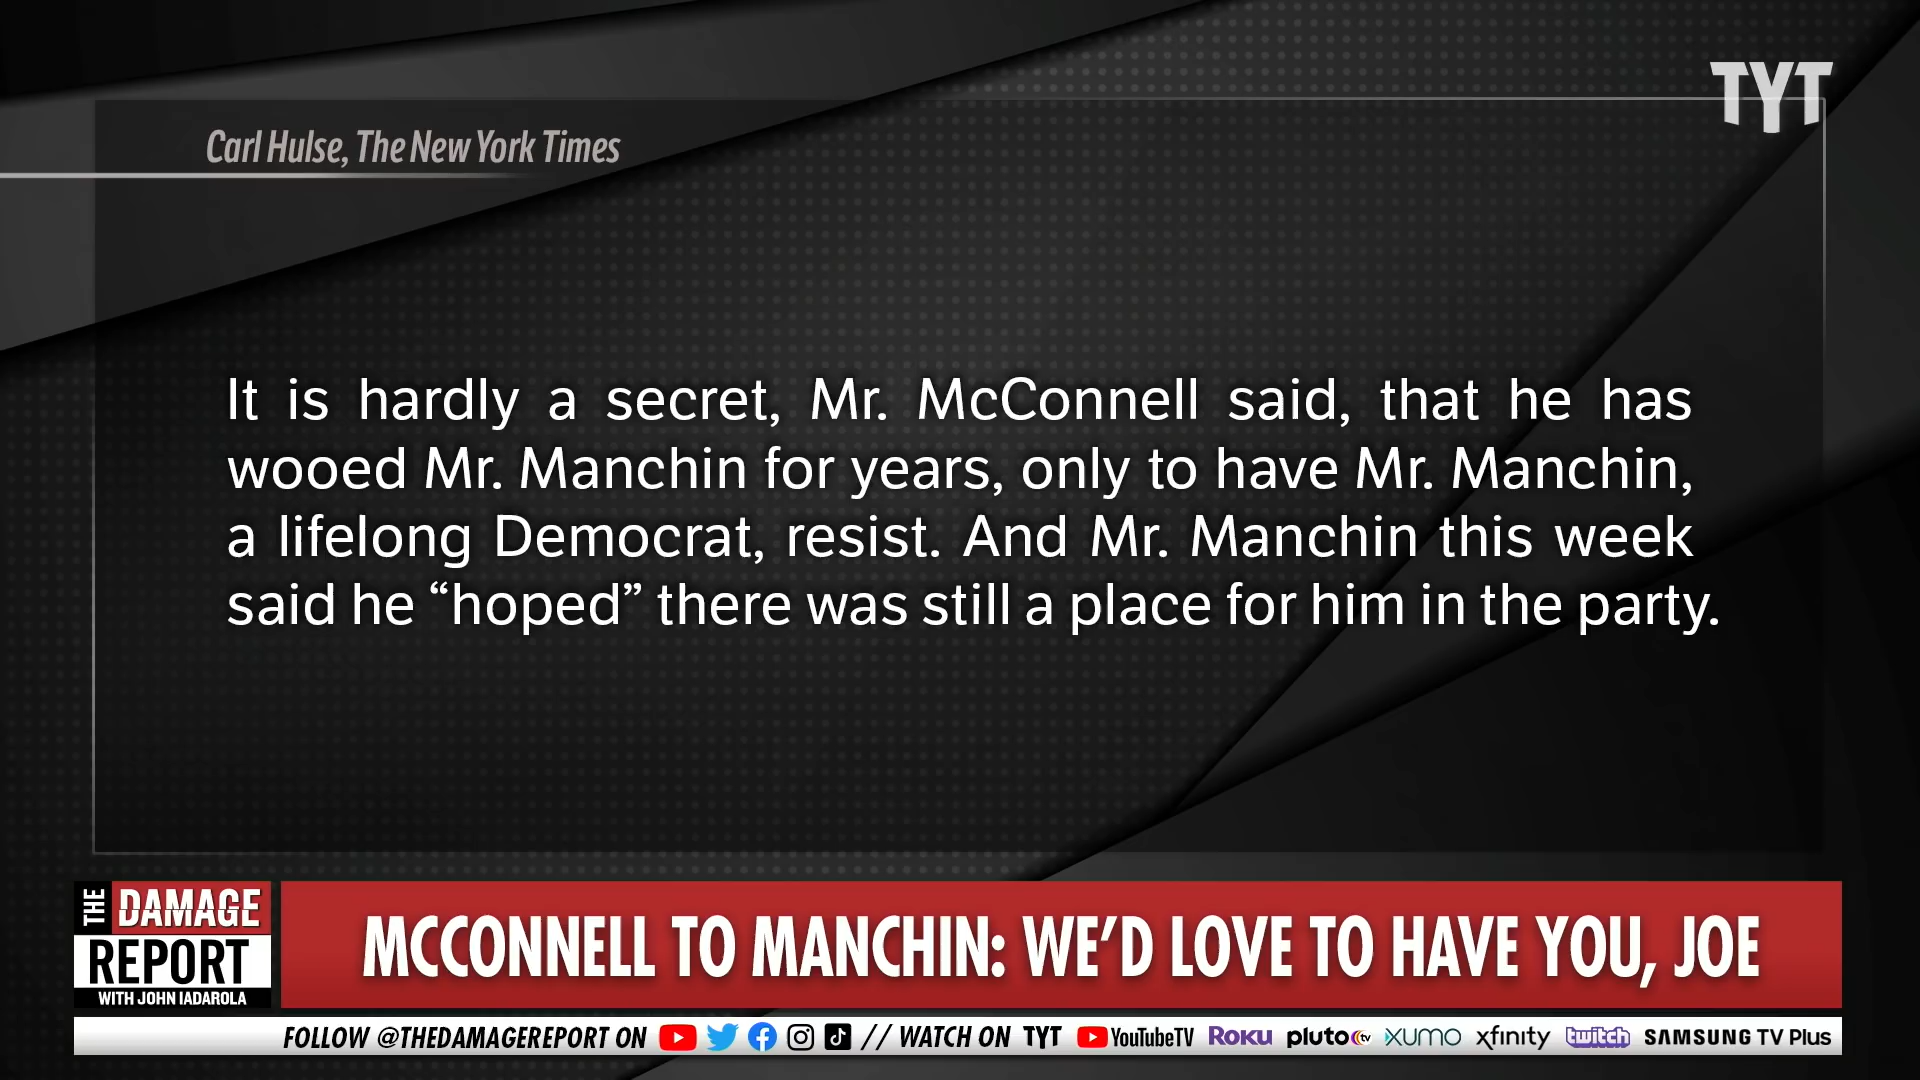 TYT
Carl Hulse, The New York Times
It is hardly a secret, Mr. McConnell said, that he has
wooed Mr. Manchin for years, only to have Mr. Manchin,
a lifelong Democrat, resist. And Mr. Manchin this week
said he “hoped” there was still a place for him in the party.
THE DAMAGE
REPORT
WITH JOHN IADAROLA
MCCONNELL TO MANCHIN: WE’D LOVE TO HAVE YOU, JOE
FOLLOW @THEDAMAGEREPORT ON // WATCH ON TYT YouTubeTV ROKU pluto tv XUMO xfinity twitch SAMSUNG TV Plus